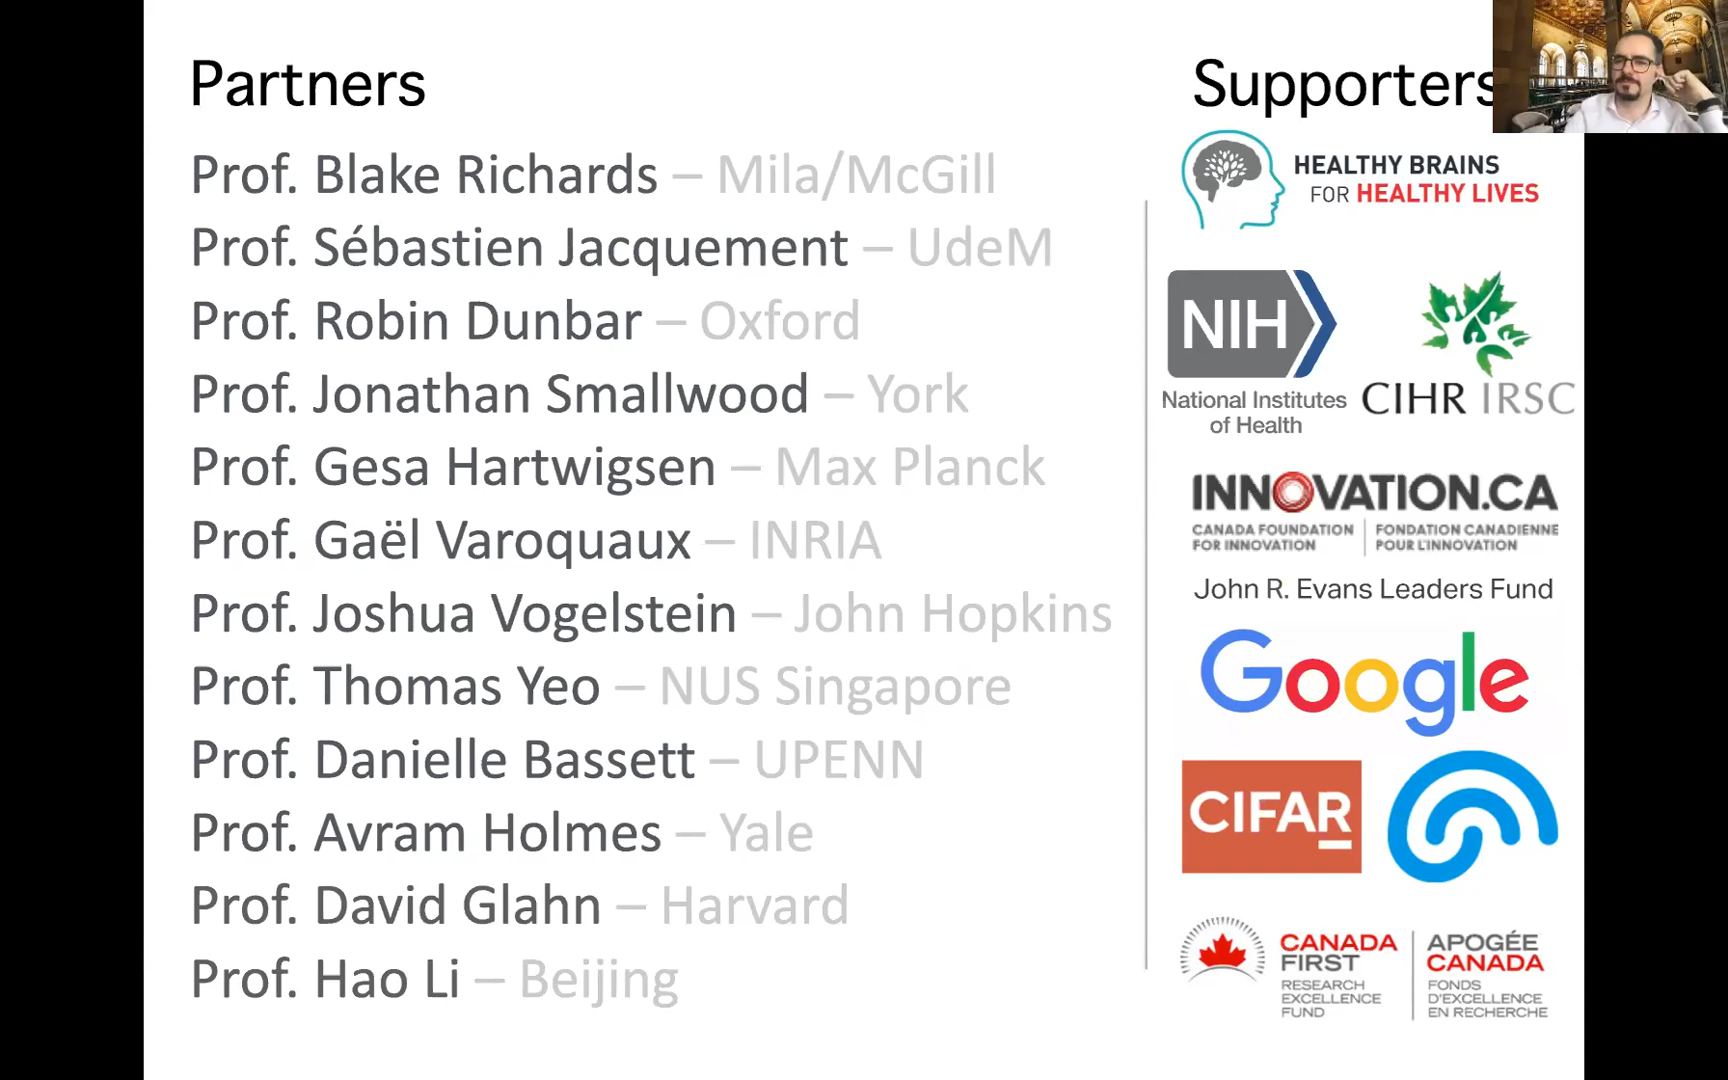 Partners
Prof. Blake Richards – Mila/McGill
Prof. Sébastien Jacquement – UdeM
Prof. Robin Dunbar – Oxford
Prof. Jonathan Smallwood – York
Prof. Gesa Hartwigsen – Max Planck
Prof. Gaël Varoquaux – INRIA
Prof. Joshua Vogelstein – John Hopkins
Prof. Thomas Yeo – NUS Singapore
Prof. Danielle Bassett – UPENN
Prof. Avram Holmes – Yale
Prof. David Glahn – Harvard
Prof. Hao Li – Beijing
Supporters
HEALTHY BRAINS
FOR HEALTHY LIVES
NIH
National Institutes
of Health
CIHR IRSC
INNOVATION.CA
CANADA FOUNDATION
FOR INNOVATION
FONDATION CANADIENNE
POUR L'INNOVATION
John R. Evans Leaders Fund
Google
CIFAR
CANADA
FIRST
RESEARCH
EXCELLENCE
FUND
APOGÉE
CANADA
FONDS
D'EXCELLENCE
EN RECHERCHE